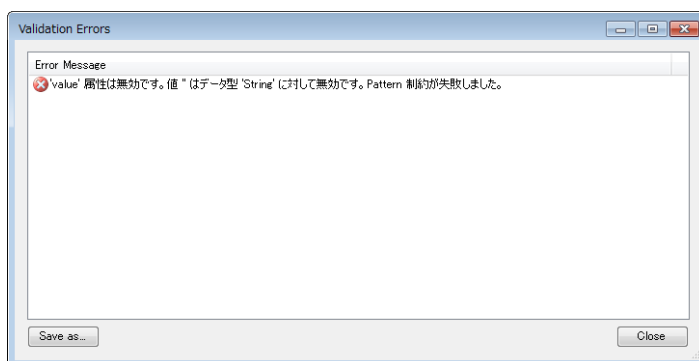 Validation Errors
Error Message
'value' 属性は無効です。値 '' はデータ型 'String' に対して無効です。Pattern 制約が失敗しました。
Save as...
Close